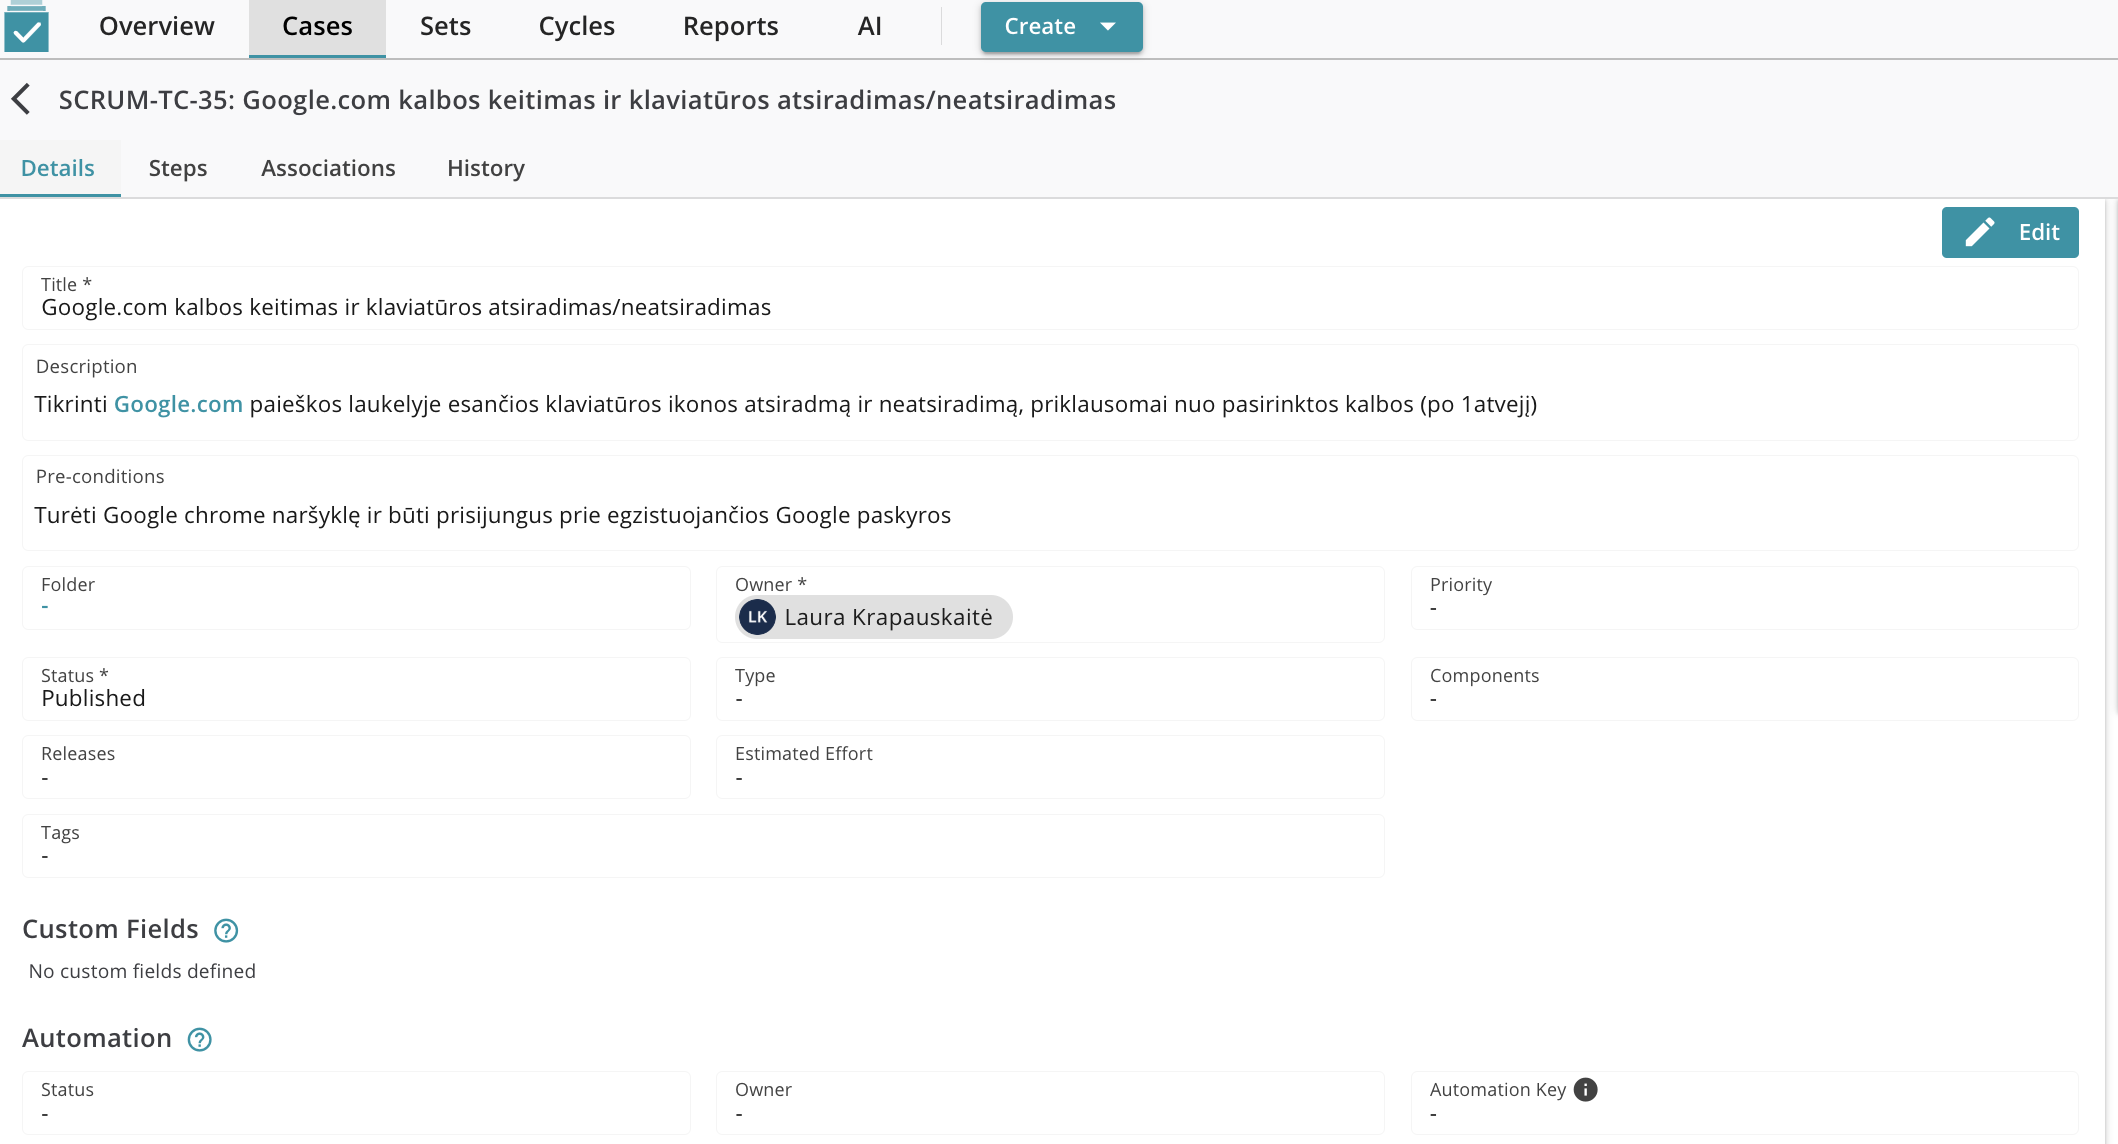 Overview Cases Sets Cycles Reports AI Create
SCRUM-TC-35: Google.com kalbos keitimas ir klaviatūros atsiradimas/neatsiradimas
Details Steps Associations History
Edit
Title *
Google.com kalbos keitimas ir klaviatūros atsiradimas/neatsiradimas
Description
Tikrinti Google.com paieškos laukelyje esančios klaviatūros ikonos atsiradmą ir neatsiradimą, priklausomai nuo pasirinktos kalbos (po 1atvejį)
Pre-conditions
Turėti Google chrome naršyklę ir būti prisijungus prie egzistuojančios Google paskyros
Folder
-
Owner *
LK Laura Krapauskaitė
Priority
-
Status *
Published
Type
-
Components
-
Releases
-
Estimated Effort
-
Tags
-
Custom Fields ?
No custom fields defined
Automation ?
Status
-
Owner
-
Automation Key i
-